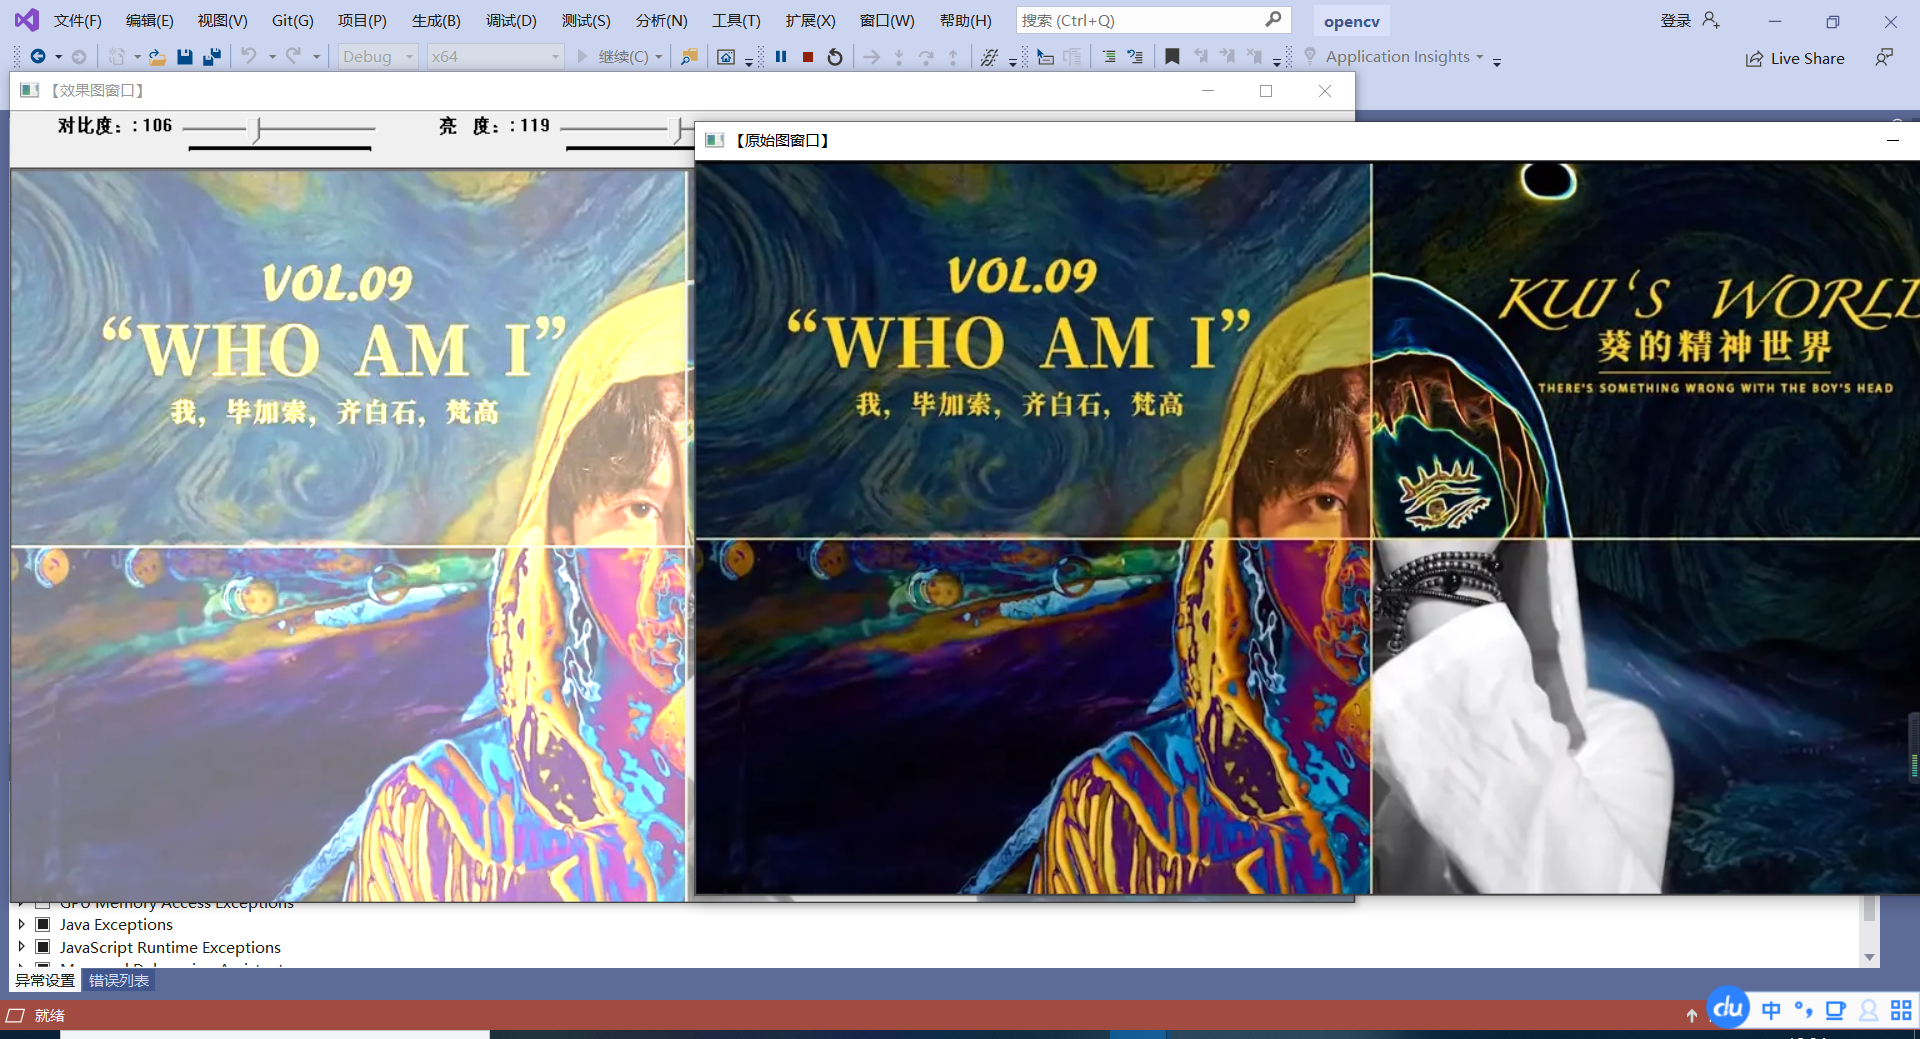 文件(F) 编辑(E) 视图(V) Git(G) 项目(P) 生成(B) 调试(D) 测试(S) 分析(N) 工具(T) 扩展(X) 窗口(W) 帮助(H) 搜索 (Ctrl+Q) opencv 登录
Debug x64 继续(C) Application Insights Live Share
【效果图窗口】
对比度：: 106 亮 度：: 119
【原始图窗口】
VOL.09
“WHO AM I”
我，毕加索，齐白石，梵高
VOL.09
“WHO AM I”
我，毕加索，齐白石，梵高
KUI‘S WORLD
葵的精神世界
THERE'S SOMETHING WRONG WITH THE BOY'S HEAD
GPU Memory Access Exceptions
Java Exceptions
JavaScript Runtime Exceptions
异常设置 错误列表
就绪
du 中